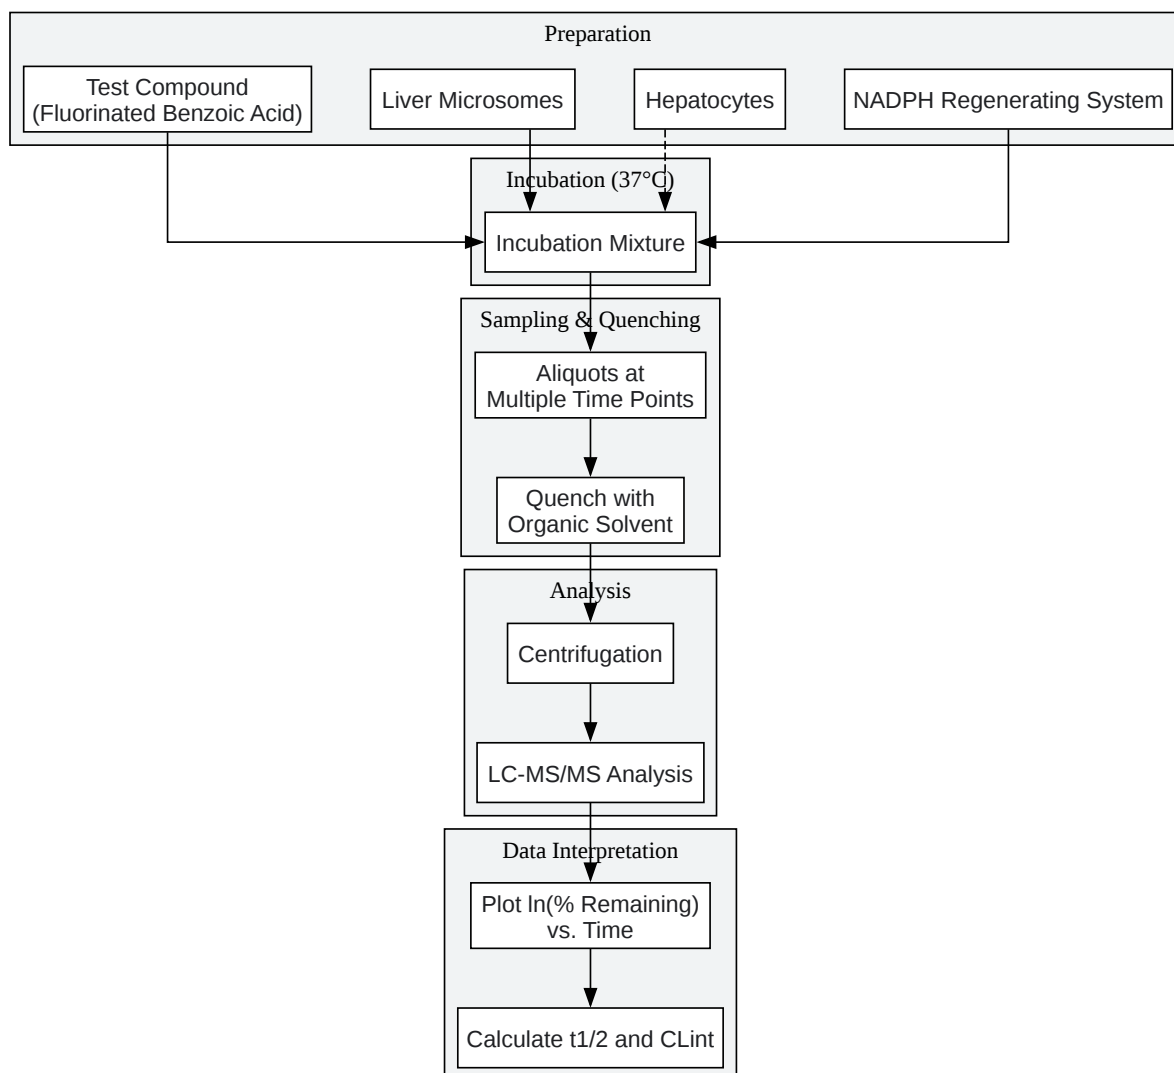 Preparation
Test Compound
(Fluorinated Benzoic Acid)
Liver Microsomes
Hepatocytes
NADPH Regenerating System
Incubation (37°C)
Incubation Mixture
Sampling & Quenching
Aliquots at
Multiple Time Points
Quench with
Organic Solvent
Analysis
Centrifugation
LC-MS/MS Analysis
Data Interpretation
Plot ln(% Remaining)
vs. Time
Calculate t1/2 and CLint